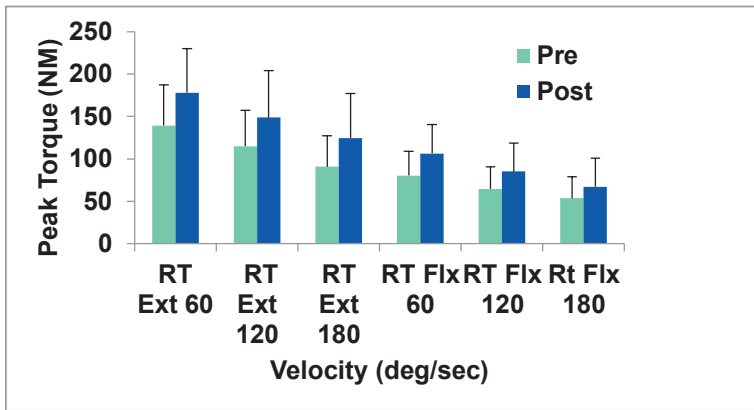 250
200
150
100
50
0
Peak Torque (NM)
Pre
Post
RT
Ext 60
RT
Ext
120
RT
Ext
180
RT Flx
60
RT Flx
120
Rt Flx
180
Velocity (deg/sec)